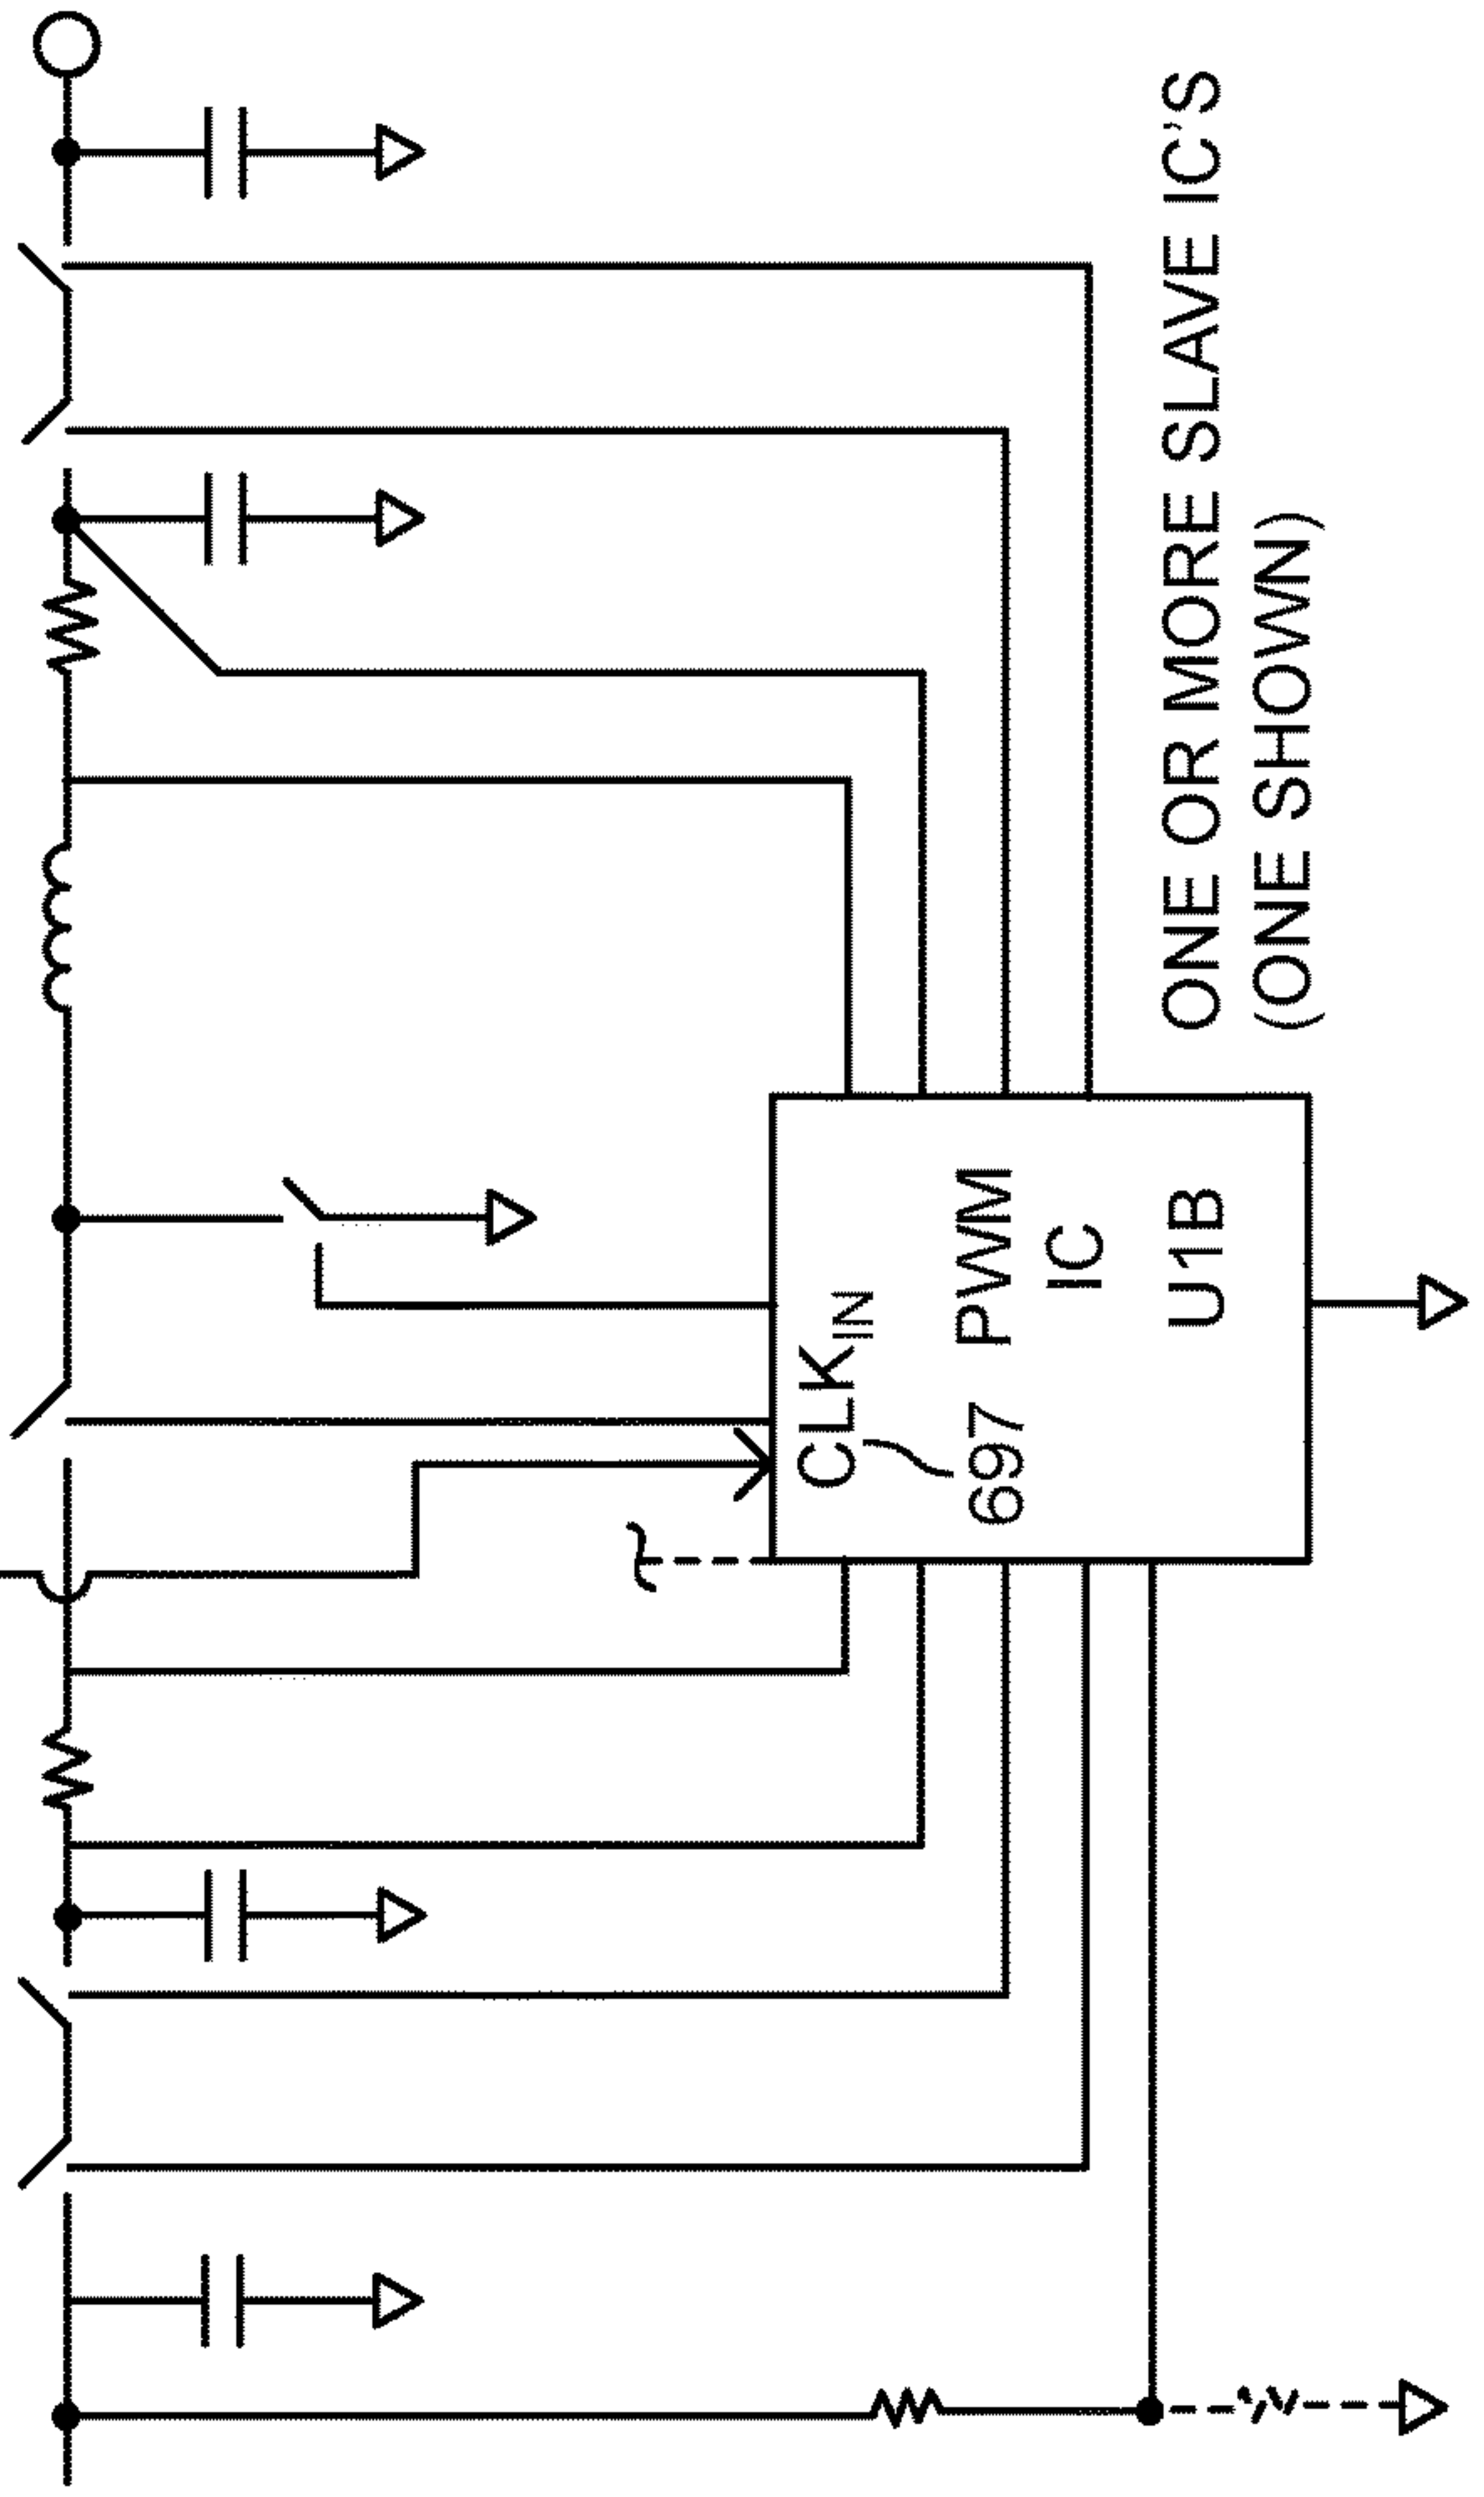 CLKIN
697 PWM
IC
U1B
ONE OR MORE SLAVE IC'S
(ONE SHOWN)